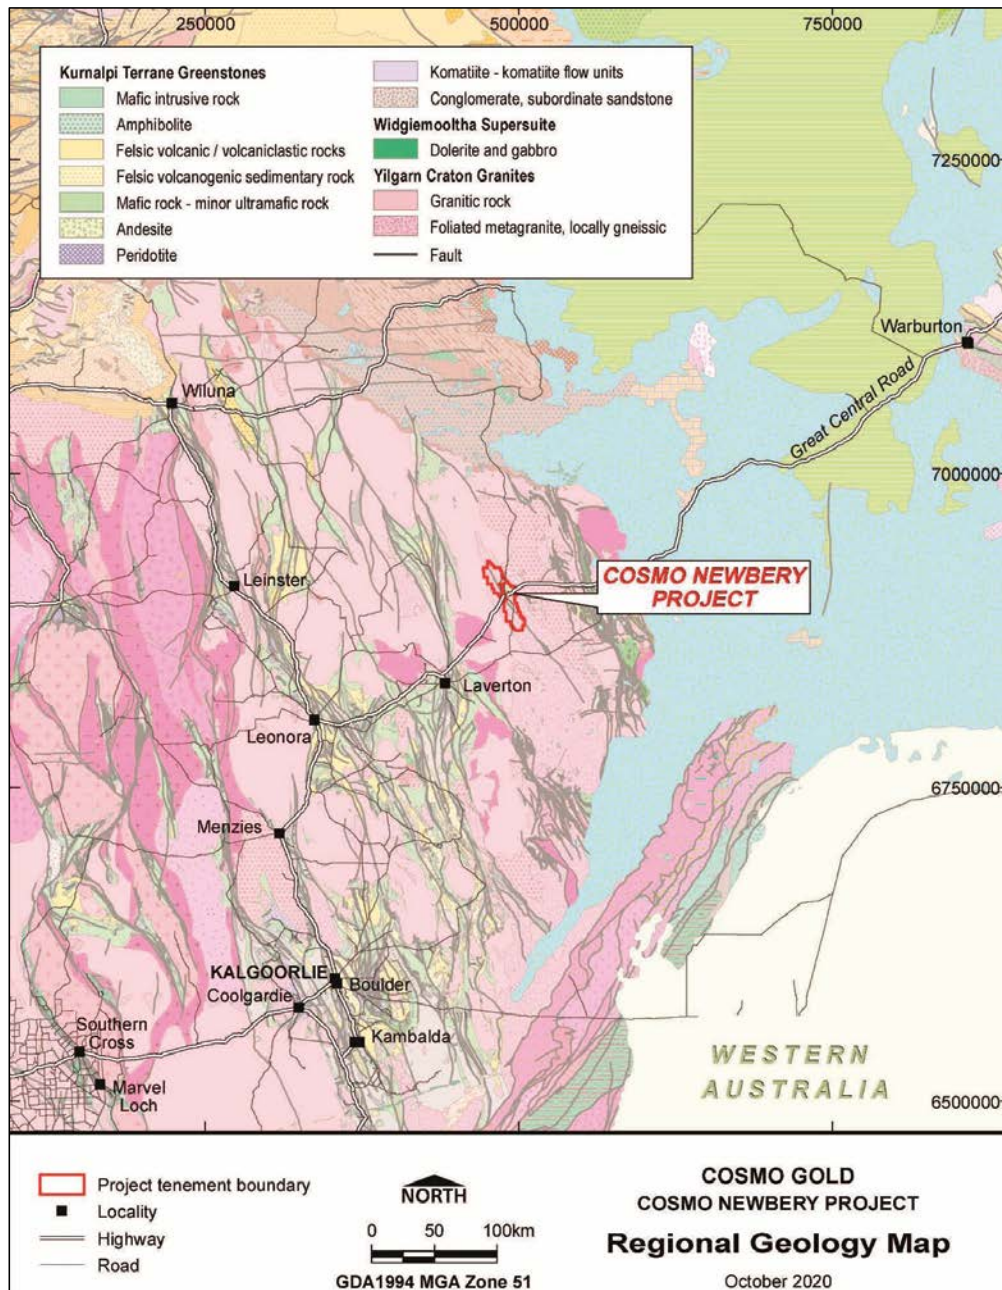 250000
500000
750000
Kurnalpi Terrane Greenstones
Mafic intrusive rock
Amphibolite
Felsic volcanic / volcaniclastic rocks
Felsic volcanogenic sedimentary rock
Mafic rock - minor ultramafic rock
Andesite
Peridotite
Komatiite - komatiite flow units
Conglomerate, subordinate sandstone
Widgiemooltha Supersuite
Dolerite and gabbro
Yilgarn Craton Granites
Granitic rock
Foliated metagranite, locally gneissic
Fault
7250000
Warburton
Great Central Road
Wiluna
7000000
Leinster
COSMO NEWBERY
PROJECT
Laverton
Leonora
6750000
Menzies
KALGOORLIE
Boulder
Coolgardie
Kambalda
Southern
Cross
Marvel
Loch
WESTERN
AUSTRALIA
6500000
Project tenement boundary
Locality
Highway
Road
NORTH
0 50 100km
GDA1994 MGA Zone 51
COSMO GOLD
COSMO NEWBERY PROJECT
Regional Geology Map
October 2020